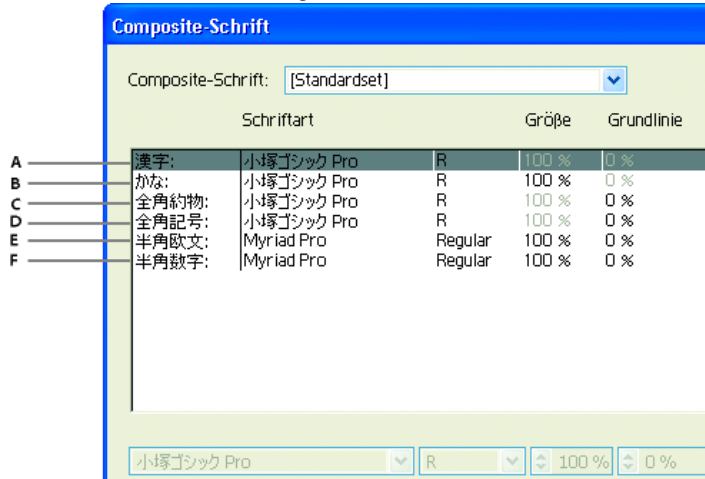 Composite-Schrift
Composite-Schrift: [Standardset]
Schriftart Größe Grundlinie
A 漢字: 小塚ゴシック Pro R 100 % 0 %
B かな: 小塚ゴシック Pro R 100 % 0 %
C 全角約物: 小塚ゴシック Pro R 100 % 0 %
D 全角記号: 小塚ゴシック Pro R 100 % 0 %
E 半角欧文: Myriad Pro Regular 100 % 0 %
F 半角数字: Myriad Pro Regular 100 % 0 %
小塚ゴシック Pro R 100 % 0 %